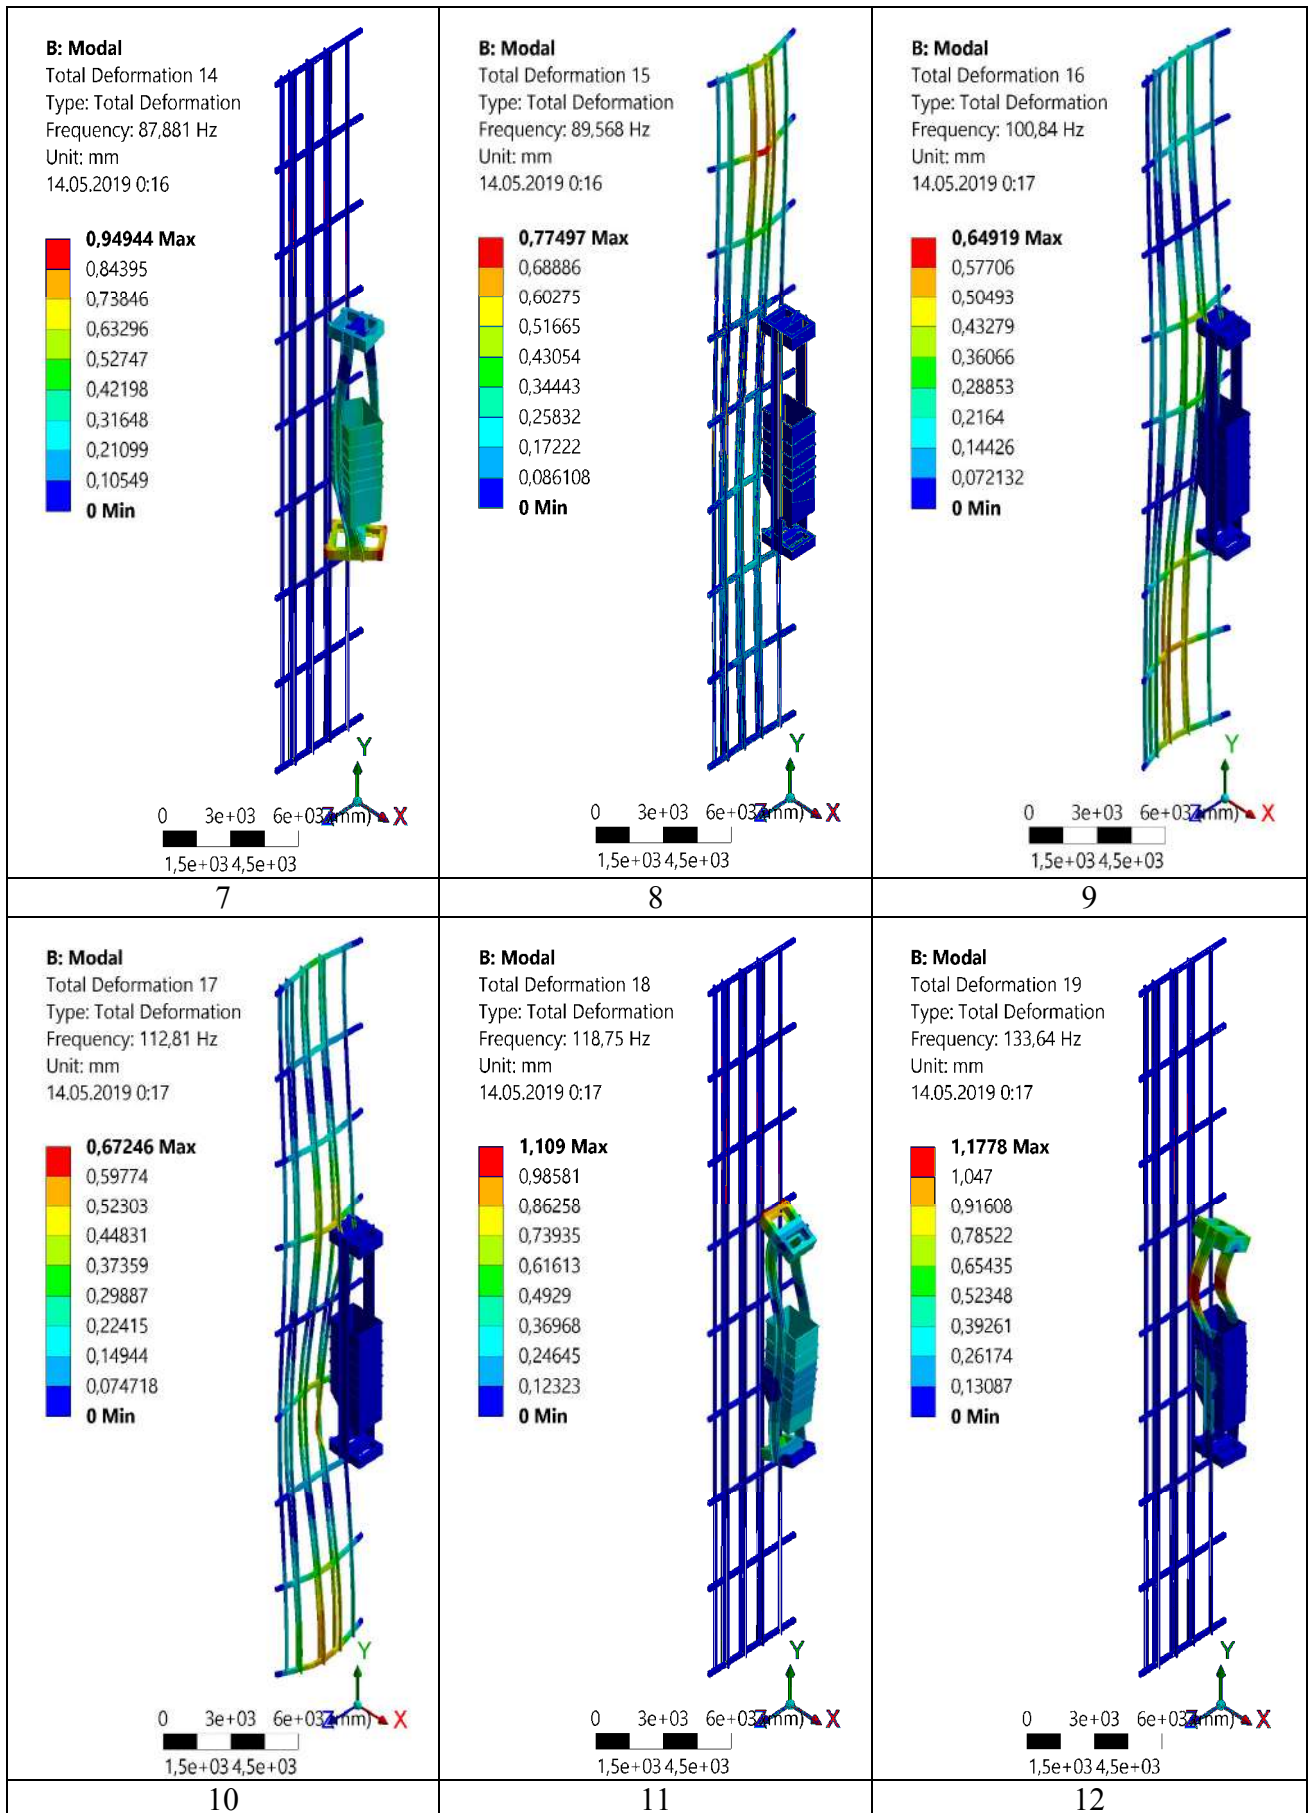 B: Modal
Total Deformation 14
Type: Total Deformation
Frequency: 87,881 Hz
Unit: mm
14.05.2019 0:16
0,94944 Max
0,84395
0,73846
0,63296
0,52747
0,42198
0,31648
0,21099
0,10549
0 Min
Y
Z
X
0 3e+03 6e+03 (mm)
1,5e+03 4,5e+03
7
B: Modal
Total Deformation 15
Type: Total Deformation
Frequency: 89,568 Hz
Unit: mm
14.05.2019 0:16
0,77497 Max
0,68886
0,60275
0,51665
0,43054
0,34443
0,25832
0,17222
0,086108
0 Min
Y
Z
X
0 3e+03 6e+03 (mm)
1,5e+03 4,5e+03
8
B: Modal
Total Deformation 16
Type: Total Deformation
Frequency: 100,84 Hz
Unit: mm
14.05.2019 0:17
0,64919 Max
0,57706
0,50493
0,43279
0,36066
0,28853
0,2164
0,14426
0,072132
0 Min
Y
Z
X
0 3e+03 6e+03 (mm)
1,5e+03 4,5e+03
9
B: Modal
Total Deformation 17
Type: Total Deformation
Frequency: 112,81 Hz
Unit: mm
14.05.2019 0:17
0,67246 Max
0,59774
0,52303
0,44831
0,37359
0,29887
0,22415
0,14944
0,074718
0 Min
Y
Z
X
0 3e+03 6e+03 (mm)
1,5e+03 4,5e+03
10
B: Modal
Total Deformation 18
Type: Total Deformation
Frequency: 118,75 Hz
Unit: mm
14.05.2019 0:17
1,109 Max
0,98581
0,86258
0,73935
0,61613
0,4929
0,36968
0,24645
0,12323
0 Min
Y
Z
X
0 3e+03 6e+03 (mm)
1,5e+03 4,5e+03
11
B: Modal
Total Deformation 19
Type: Total Deformation
Frequency: 133,64 Hz
Unit: mm
14.05.2019 0:17
1,1778 Max
1,047
0,91608
0,78522
0,65435
0,52348
0,39261
0,26174
0,13087
0 Min
Y
Z
X
0 3e+03 6e+03 (mm)
1,5e+03 4,5e+03
12